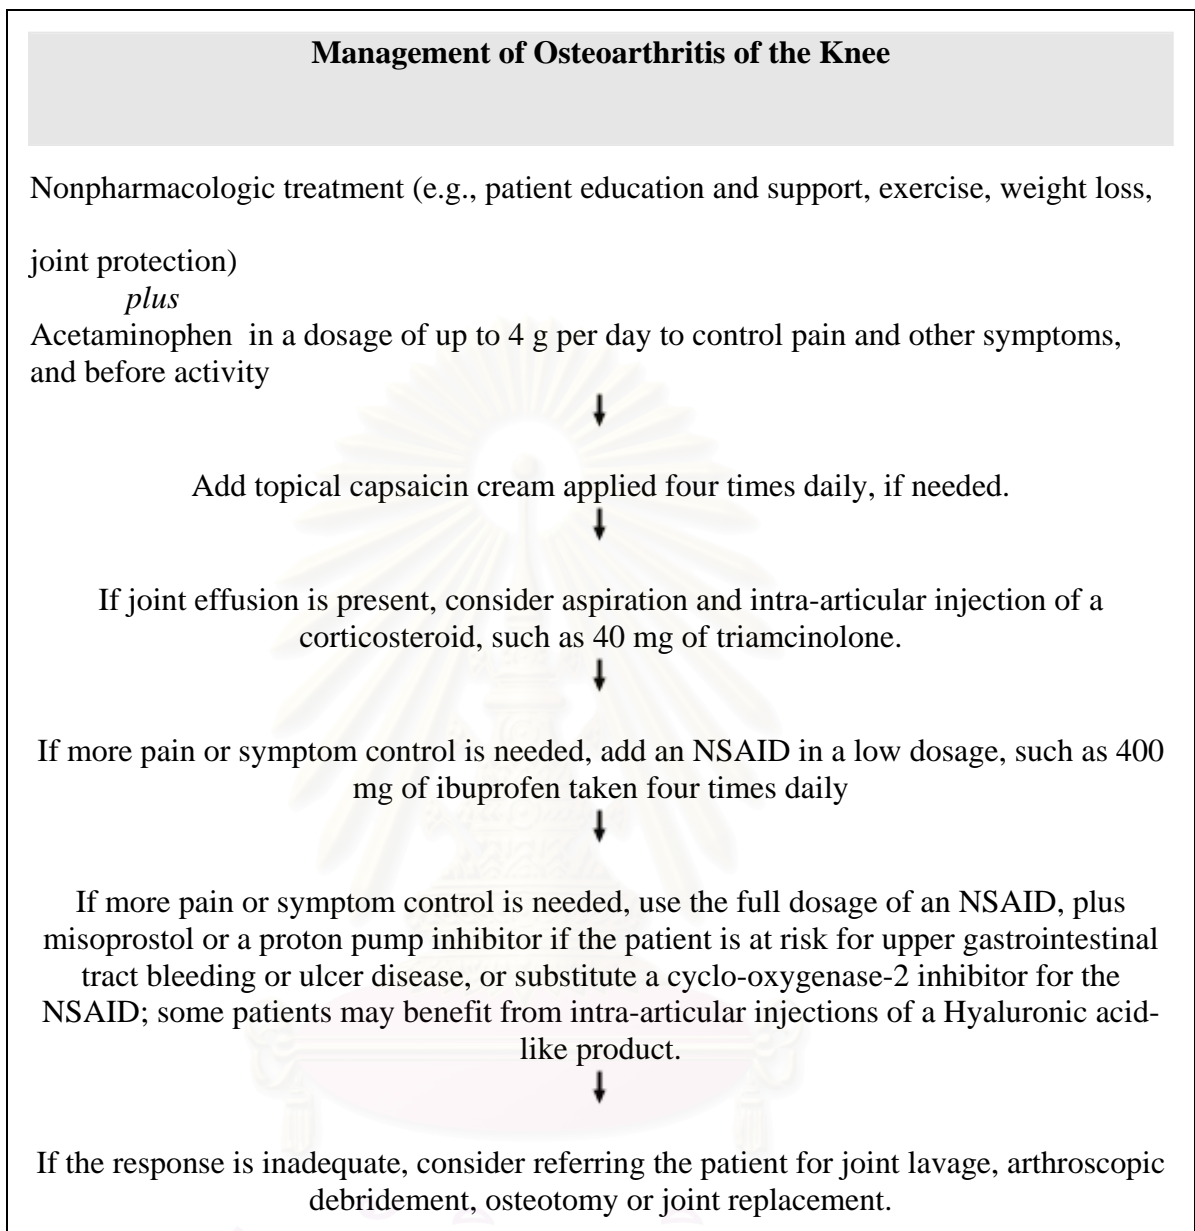 Management of Osteoarthritis of the Knee
Nonpharmacologic treatment (e.g., patient education and support, exercise, weight loss,
joint protection)
plus
Acetaminophen in a dosage of up to 4 g per day to control pain and other symptoms,
and before activity
Add topical capsaicin cream applied four times daily, if needed.
If joint effusion is present, consider aspiration and intra-articular injection of a
corticosteroid, such as 40 mg of triamcinolone.
If more pain or symptom control is needed, add an NSAID in a low dosage, such as 400
mg of ibuprofen taken four times daily
If more pain or symptom control is needed, use the full dosage of an NSAID, plus
misoprostol or a proton pump inhibitor if the patient is at risk for upper gastrointestinal
tract bleeding or ulcer disease, or substitute a cyclo-oxygenase-2 inhibitor for the
NSAID; some patients may benefit from intra-articular injections of a Hyaluronic acid-
like product.
If the response is inadequate, consider referring the patient for joint lavage, arthroscopic
debridement, osteotomy or joint replacement.